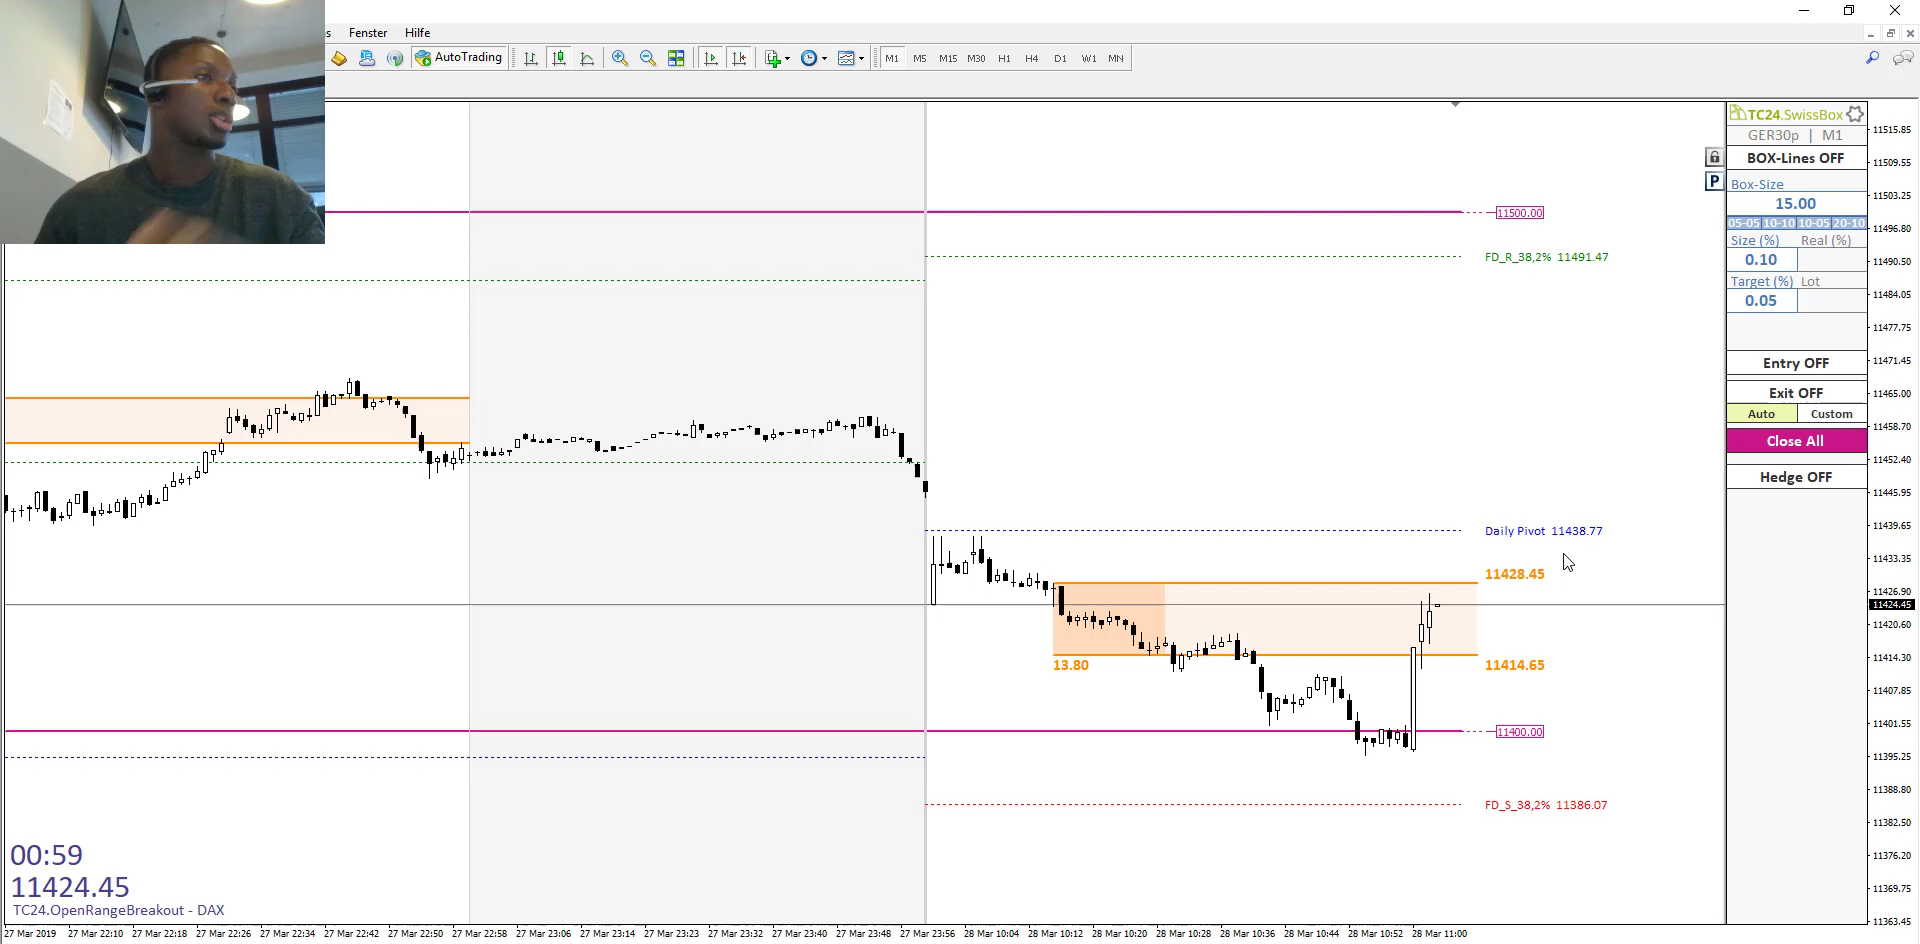 s Fenster Hilfe
AutoTrading M1 M5 M15 M30 H1 H4 D1 W1 MN
TC24.SwissBox
GER30p | M1
BOX-Lines OFF
P
Box-Size
15.00
05-05 10-10 10-05 20-10
Size (%) Real (%)
0.10
Target (%) Lot
0.05
Entry OFF
Exit OFF
Auto Custom
Close All
Hedge OFF
11515.85
11509.55
11503.25
11496.80
11490.50
11484.05
11477.75
11471.45
11465.00
11458.70
11452.40
11445.95
11439.65
11433.35
11426.90
11424.45
11420.60
11414.30
11407.85
11401.55
11395.25
11388.80
11382.50
11376.20
11369.75
11363.45
11500.00
FD_R_38,2% 11491.47
Daily Pivot 11438.77
11428.45
13.80
11414.65
11400.00
FD_S_38,2% 11386.07
00:59
11424.45
TC24.OpenRangeBreakout - DAX
27 Mar 2019 27 Mar 22:10 27 Mar 22:18 27 Mar 22:26 27 Mar 22:34 27 Mar 22:42 27 Mar 22:50 27 Mar 22:58 27 Mar 23:06 27 Mar 23:14 27 Mar 23:23 27 Mar 23:32 27 Mar 23:40 27 Mar 23:48 27 Mar 23:56 28 Mar 10:04 28 Mar 10:12 28 Mar 10:20 28 Mar 10:28 28 Mar 10:36 28 Mar 10:44 28 Mar 10:52 28 Mar 11:00